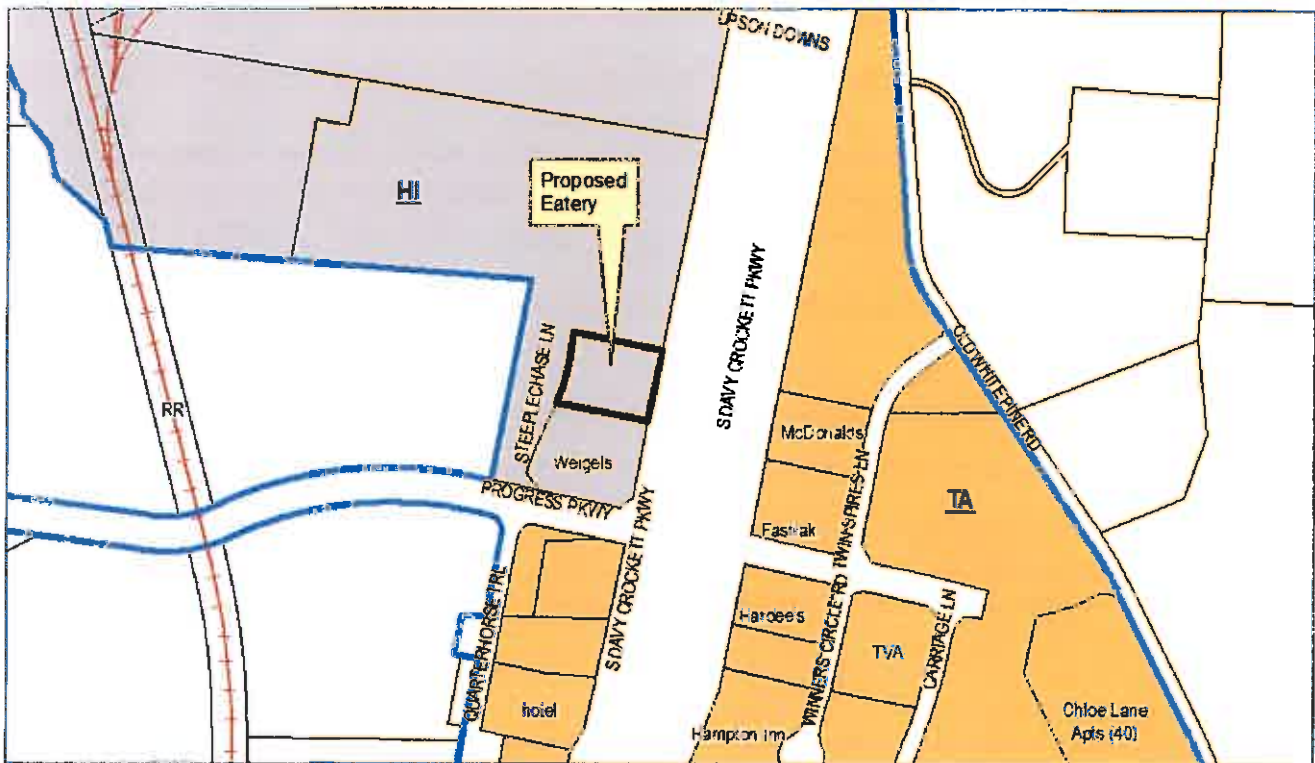 UPSON DOWNS
HI
Proposed
Eatery
S DAVY CROCKETT PKWY
STEEPLECHASE LN
OLD WHITE PINE RD
RR
McDonalds
Weigels
PROGRESS PKWY
TA
Fastrak
TWIN SPIRES LN
S DAVY CROCKETT PKWY
QUARTERHORSE TRL
Hardees
WINNERS CIRCLE RD
TVA
CARRIAGE LN
hotel
Hampton Inn
Chloe Lane
Apts (40)